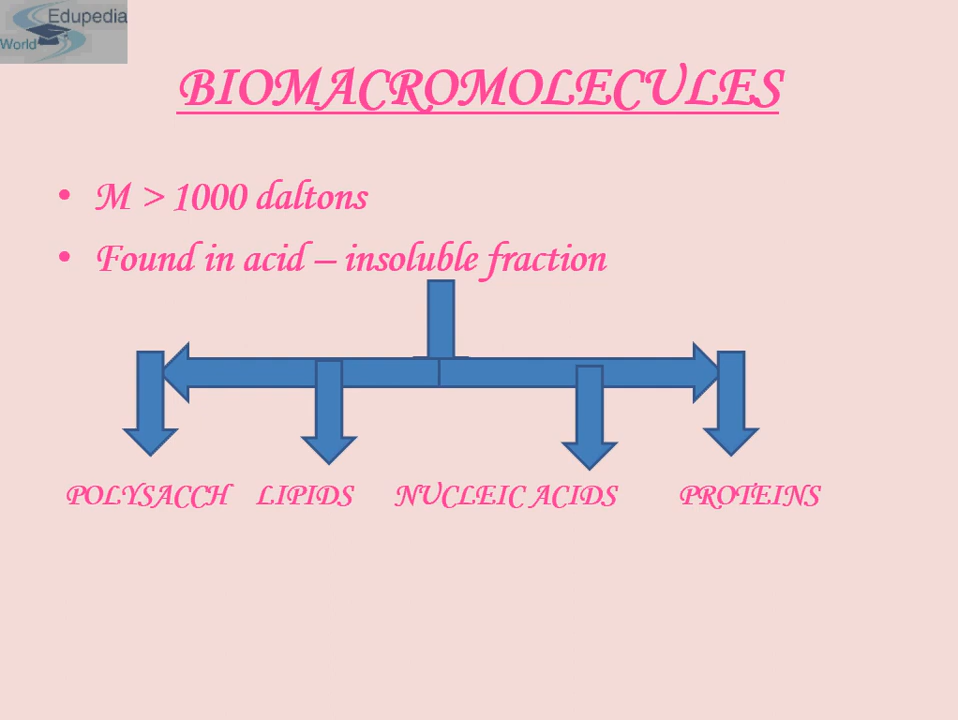 Edupedia
World
BIOMACROMOLECULES
• M > 1000 daltons
• Found in acid – insoluble fraction
POLYSACCH LIPIDS NUCLEIC ACIDS PROTEINS